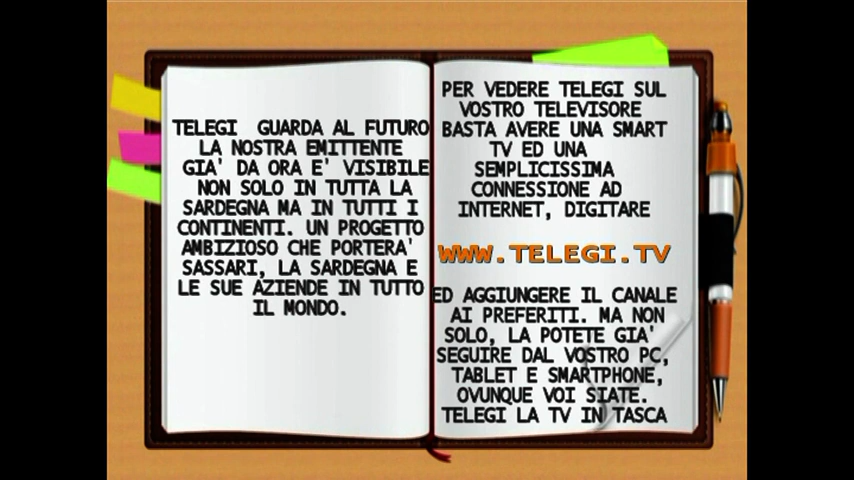 TELEGI GUARDA AL FUTURO
LA NOSTRA EMITTENTE
GIA' DA ORA E' VISIBILE
NON SOLO IN TUTTA LA
SARDEGNA MA IN TUTTI I
CONTINENTI. UN PROGETTO
AMBIZIOSO CHE PORTERA'
SASSARI, LA SARDEGNA E
LE SUE AZIENDE IN TUTTO
IL MONDO.
PER VEDERE TELEGI SUL
VOSTRO TELEVISORE
BASTA AVERE UNA SMART
TV ED UNA
SEMPLICISSIMA
CONNESSIONE AD
INTERNET, DIGITARE
WWW.TELEGI.TV
ED AGGIUNGERE IL CANALE
AI PREFERITI. MA NON
SOLO, LA POTETE GIA'
SEGUIRE DAL VOSTRO PC,
TABLET E SMARTPHONE,
OVUNQUE VOI SIATE.
TELEGI LA TV IN TASCA